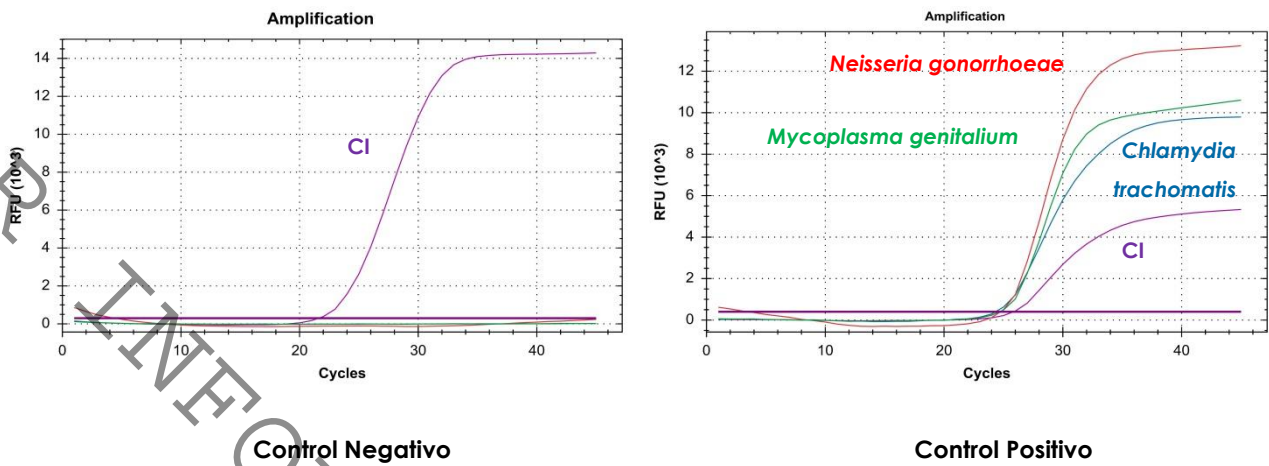 Amplification
14
12
10
8
6
4
2
0
RFU (10^3)
0
10
20
30
40
Cycles
CI
Control Negativo
Amplification
12
10
8
6
4
2
0
RFU (10^3)
0
10
20
30
40
Cycles
Neisseria gonorrhoeae
Mycoplasma genitalium
Chlamydia
trachomatis
CI
Control Positivo
R
INFO